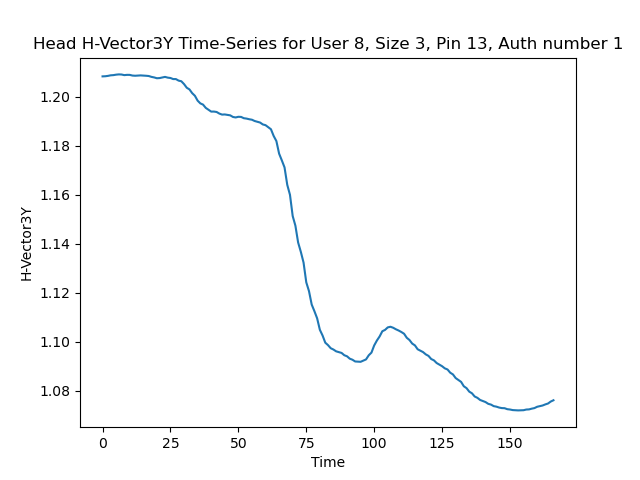 Head H-Vector3Y Time-Series for User 8, Size 3, Pin 13, Auth number 1
1.20
1.18
1.16
1.14
1.12
1.10
1.08
H-Vector3Y
0 25 50 75 100 125 150
Time